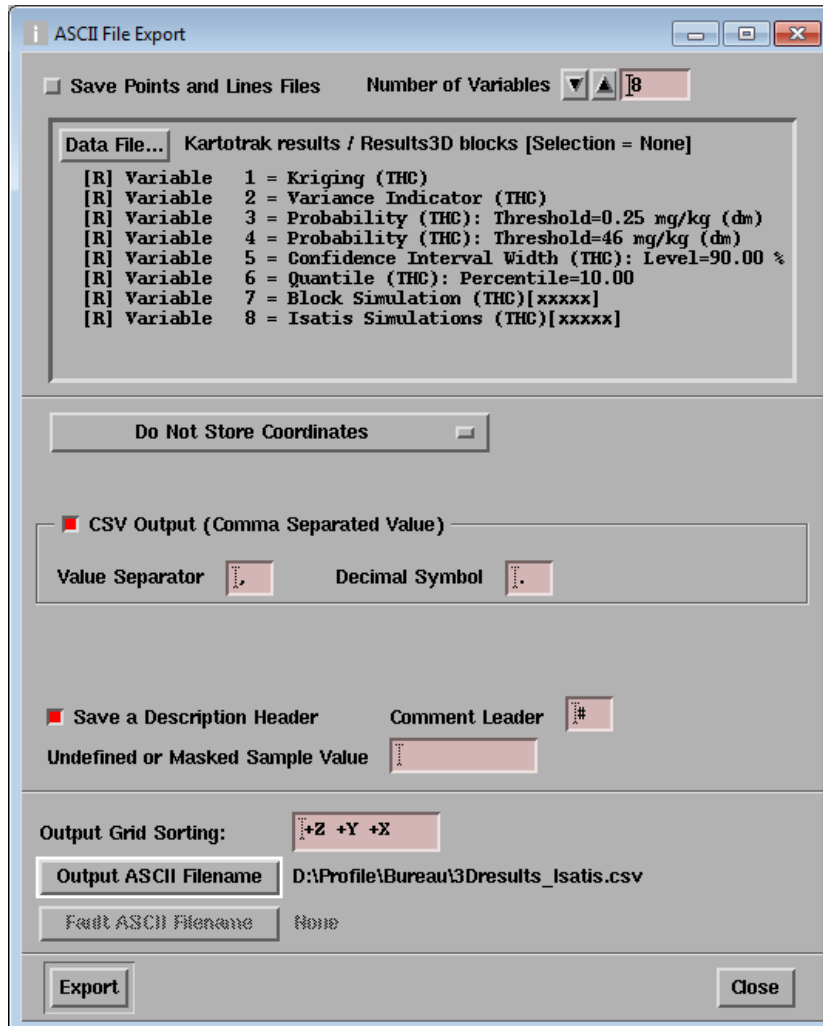 ASCII File Export
Save Points and Lines Files Number of Variables 8
Data File... Kartotrak results / Results3D blocks [Selection = None]
[R] Variable 1 = Kriging (THC)
[R] Variable 2 = Variance Indicator (THC)
[R] Variable 3 = Probability (THC): Threshold=0.25 mg/kg (dm)
[R] Variable 4 = Probability (THC): Threshold=46 mg/kg (dm)
[R] Variable 5 = Confidence Interval Width (THC): Level=90.00 %
[R] Variable 6 = Quantile (THC): Percentile=10.00
[R] Variable 7 = Block Simulation (THC)[xxxxx]
[R] Variable 8 = Isatis Simulations (THC)[xxxxx]
Do Not Store Coordinates
CSV Output (Comma Separated Value)
Value Separator , Decimal Symbol .
Save a Description Header Comment Leader #
Undefined or Masked Sample Value
Output Grid Sorting: +Z +Y +X
Output ASCII Filename D:\Profile\Bureau\3Dresults_Isatis.csv
Fault ASCII Filename None
Export Close